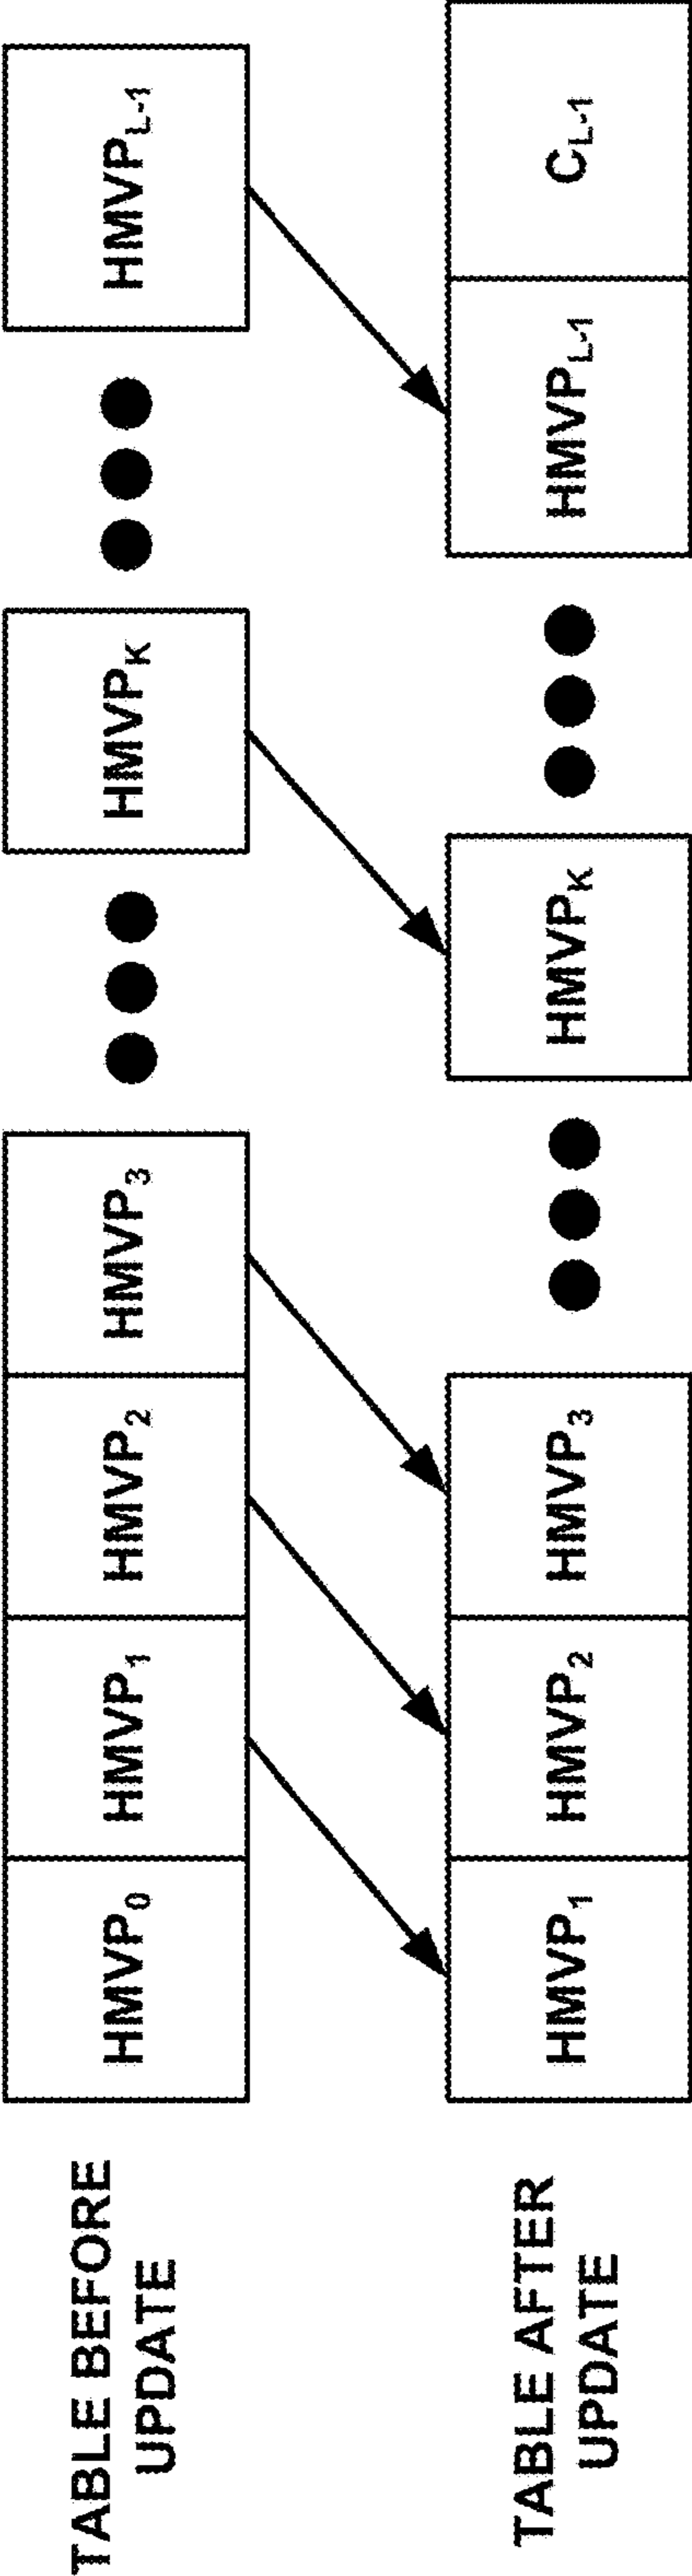 TABLE BEFORE
UPDATE
HMVP0 HMVP1 HMVP2 HMVP3 HMVPK HMVPL-1
TABLE AFTER
UPDATE
HMVP1 HMVP2 HMVP3 HMVPK HMVPL-1 CL-1